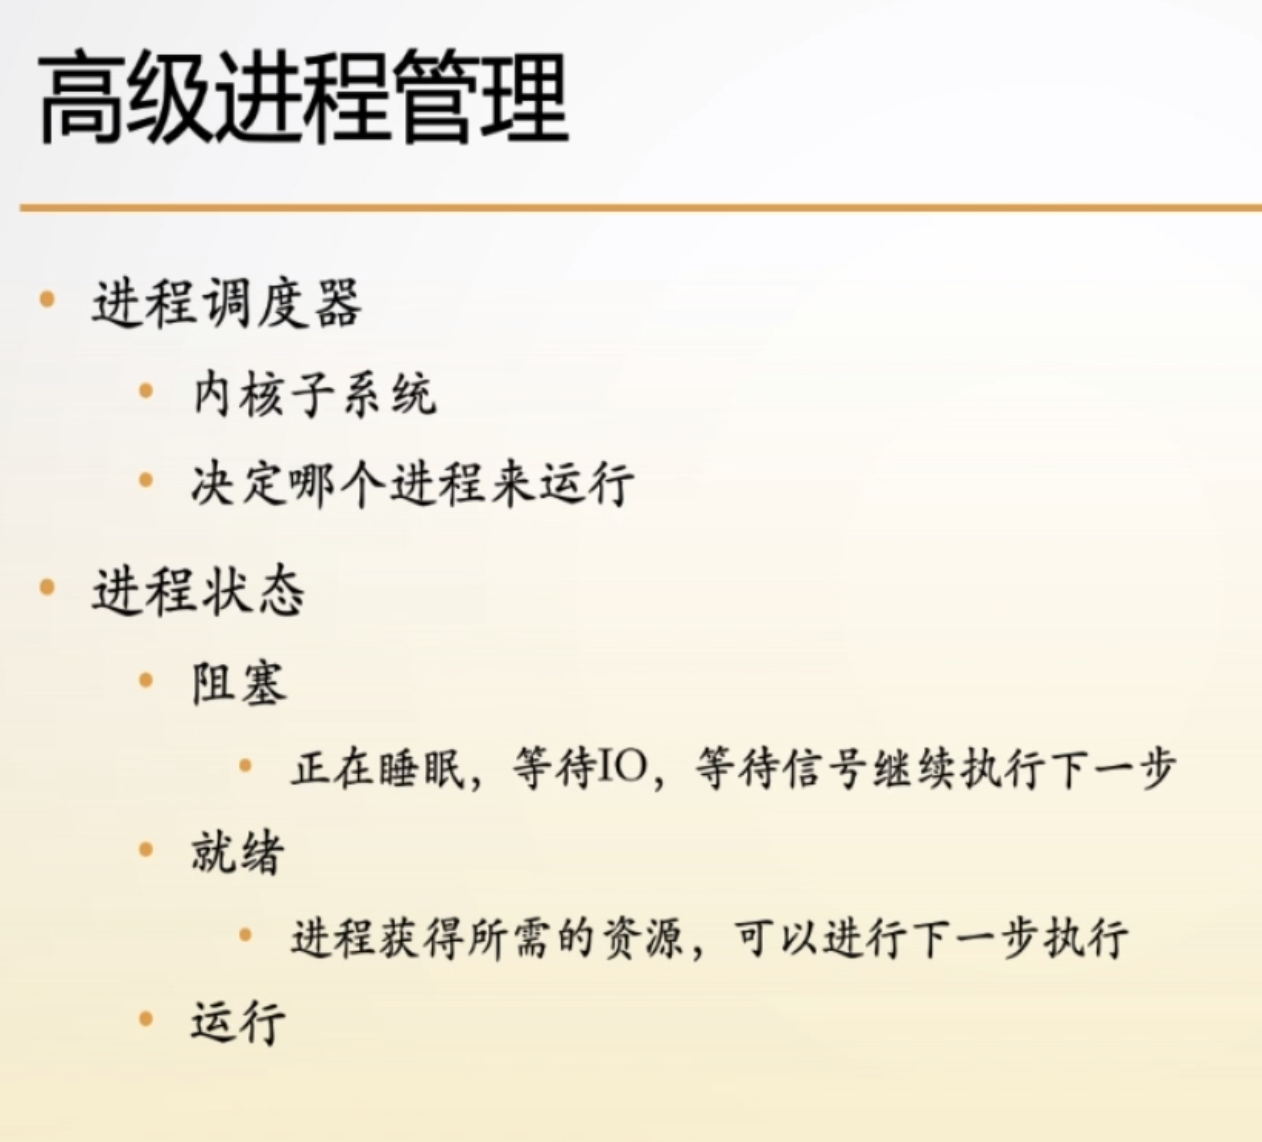 高级进程管理
进程调度器
内核子系统
决定哪个进程来运行
进程状态
阻塞
正在睡眠，等待IO，等待信号继续执行下一步
就绪
进程获得所需的资源，可以进行下一步执行
运行